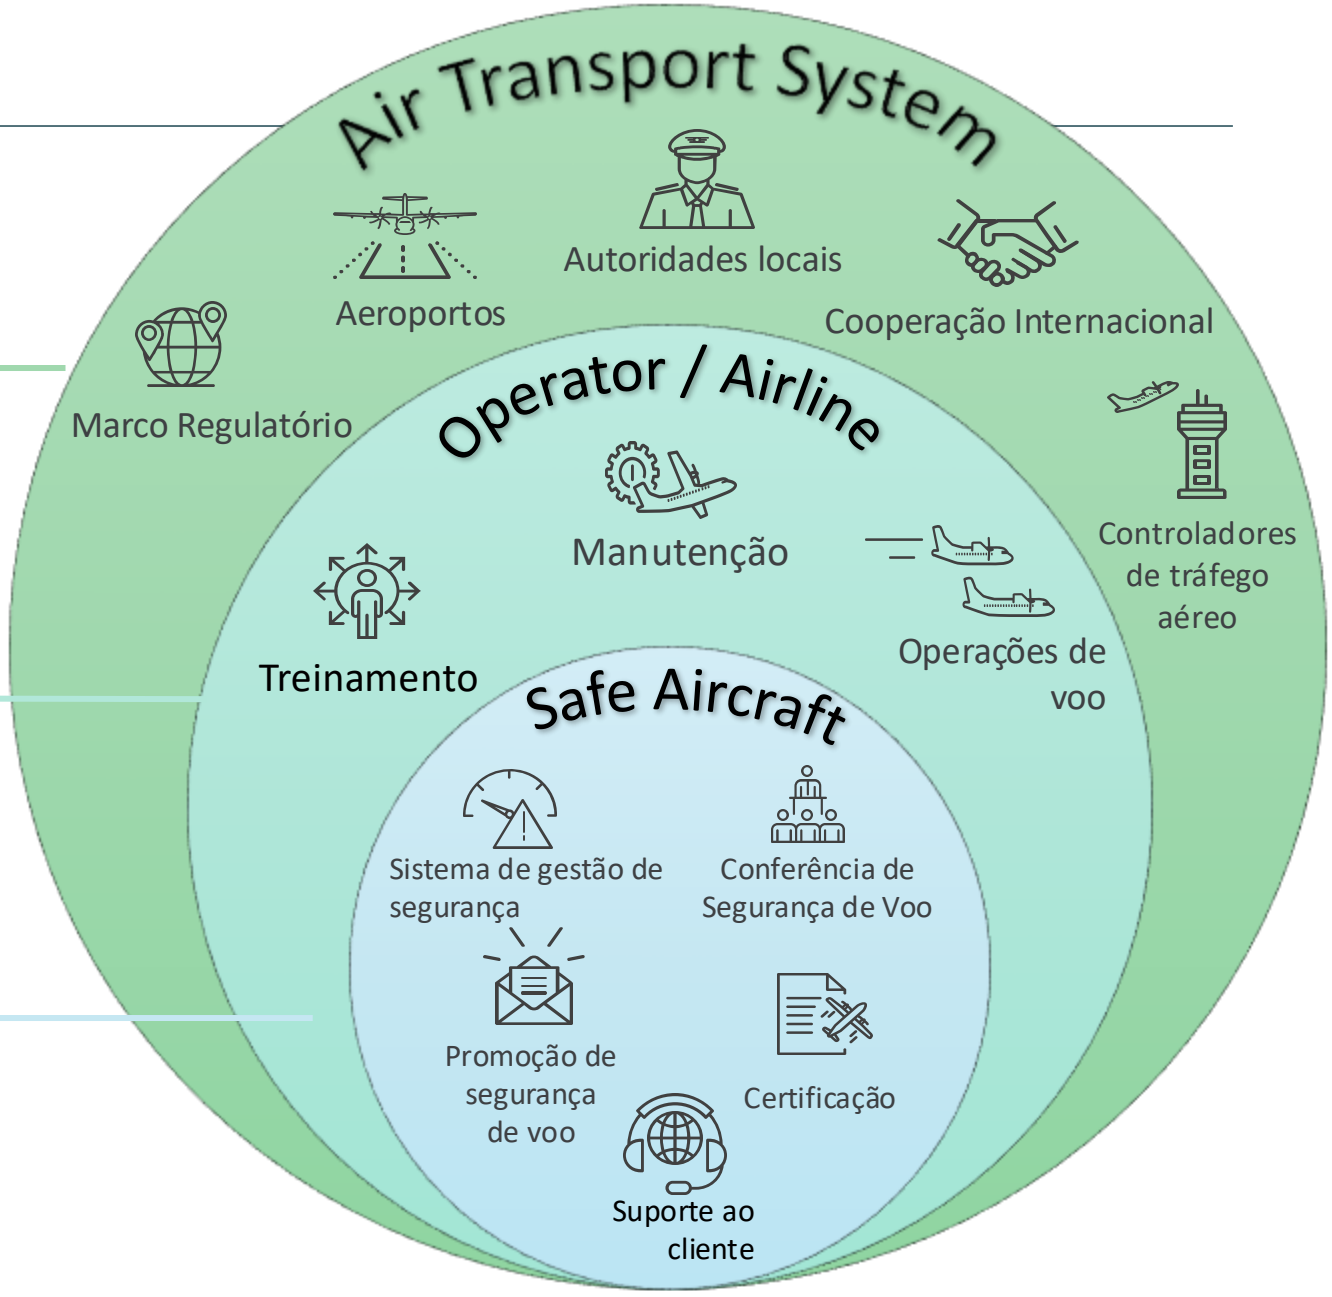 Air Transport System
Autoridades locais
Aeroportos
Cooperação Internacional
Marco Regulatório
Operator / Airline
Manutenção
Controladores
de tráfego
aéreo
Operações de
voo
Treinamento
Safe Aircraft
Sistema de gestão de
segurança
Conferência de
Segurança de Voo
Promoção de
segurança
de voo
Certificação
Suporte ao
cliente